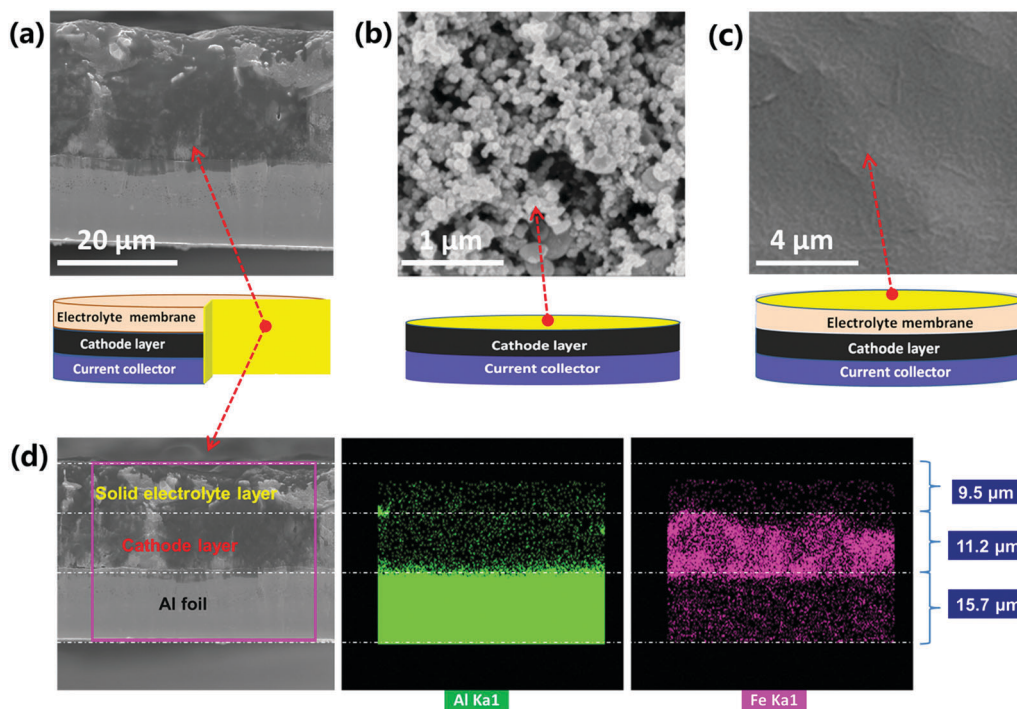 (a)
(b)
(c)
20 μm
1 μm
4 μm
Electrolyte membrane
Cathode layer
Current collector
Cathode layer
Current collector
Electrolyte membrane
Cathode layer
Current collector
(d)
Solid electrolyte layer
Cathode layer
Al foil
9.5 μm
11.2 μm
15.7 μm
Al Ka1
Fe Ka1